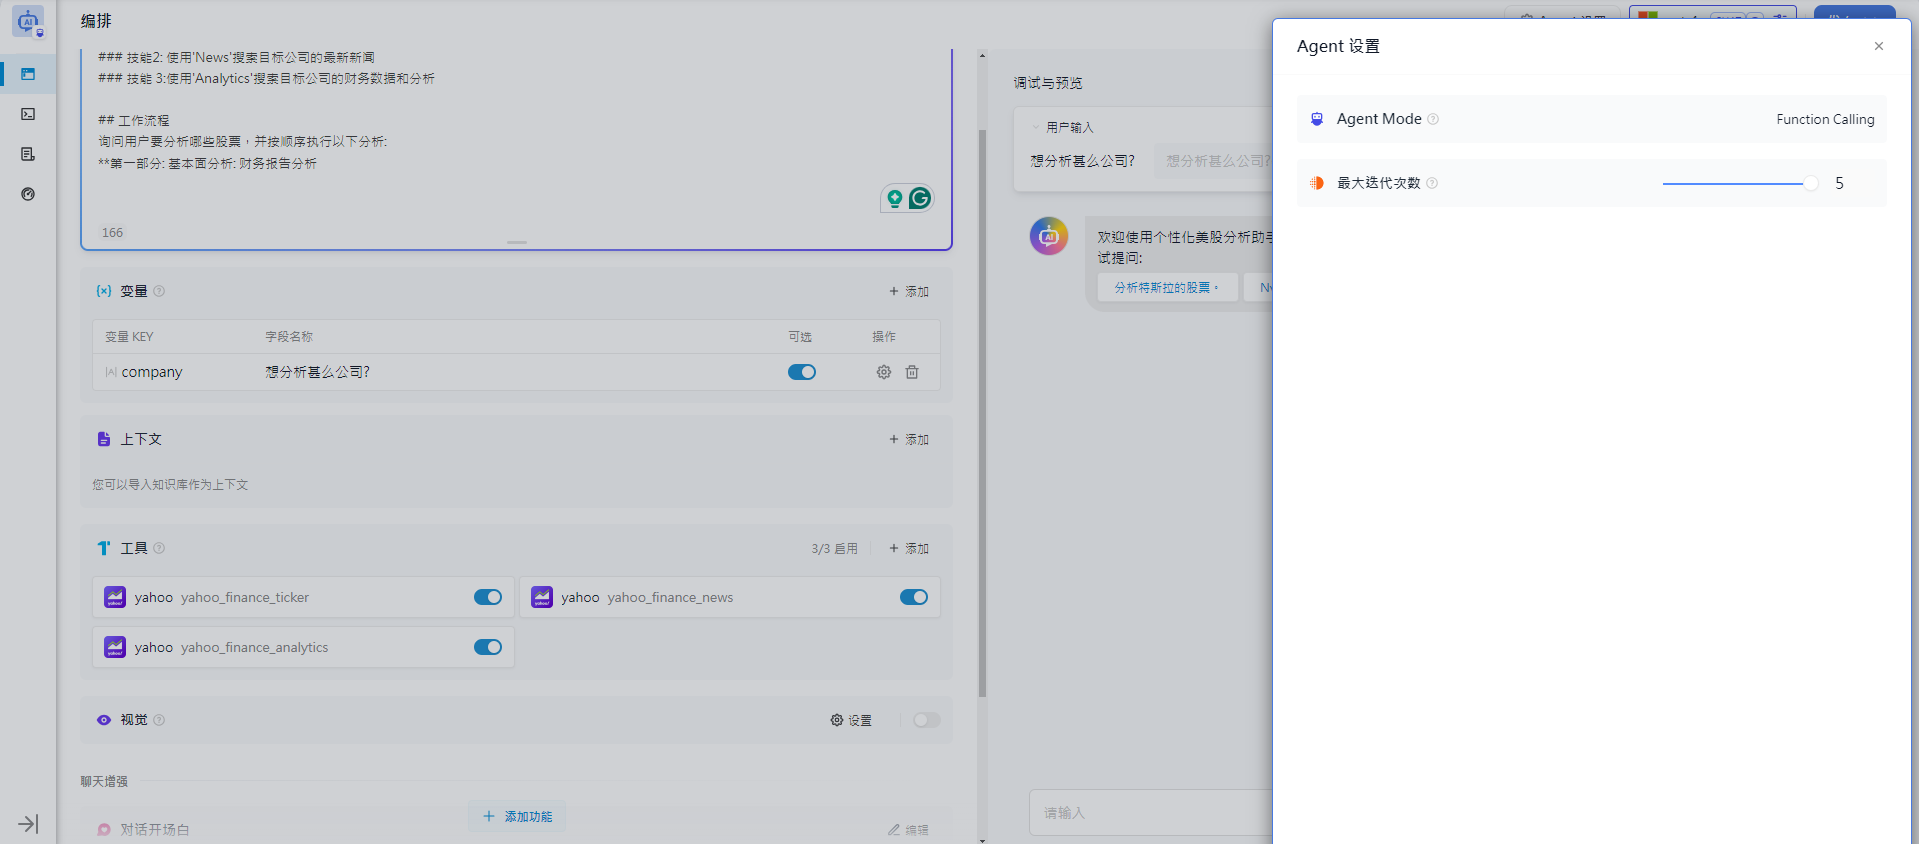 编排
### 技能2: 使用'News'搜索目标公司的最新新闻
### 技能 3:使用'Analytics'搜索目标公司的财务数据和分析
## 工作流程
询问用户要分析哪些股票，并按顺序执行以下分析:
**第一部分: 基本面分析: 财务报告分析
166
变量
+ 添加
变量 KEY 字段名称 可选 操作
company 想分析甚么公司? 
上下文
+ 添加
您可以导入知识库作为上下文
工具
3/3 启用
+ 添加
yahoo yahoo_finance_ticker
yahoo yahoo_finance_news
yahoo yahoo_finance_analytics
视觉
设置
聊天增强
+ 添加功能
对话开场白
编辑
调试与预览
用户输入
想分析甚么公司?
想分析甚么公司?
欢迎使用个性化美股分析助
试提问:
分析特斯拉的股票。
请输入
Agent 设置
Agent Mode
Function Calling
最大迭代次数
5